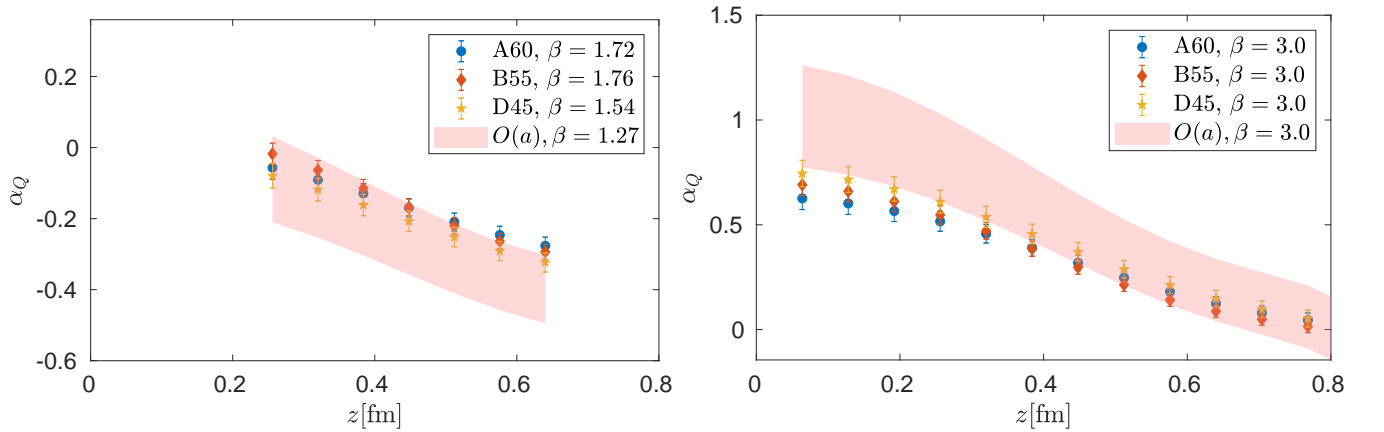 0.2
0
-0.2
-0.4
-0.6
α_Q
0 0.2 0.4 0.6 0.8
z[fm]
A60, β = 1.72
B55, β = 1.76
D45, β = 1.54
O(a), β = 1.27
1.5
1
0.5
0
α_Q
0 0.2 0.4 0.6 0.8
z[fm]
A60, β = 3.0
B55, β = 3.0
D45, β = 3.0
O(a), β = 3.0